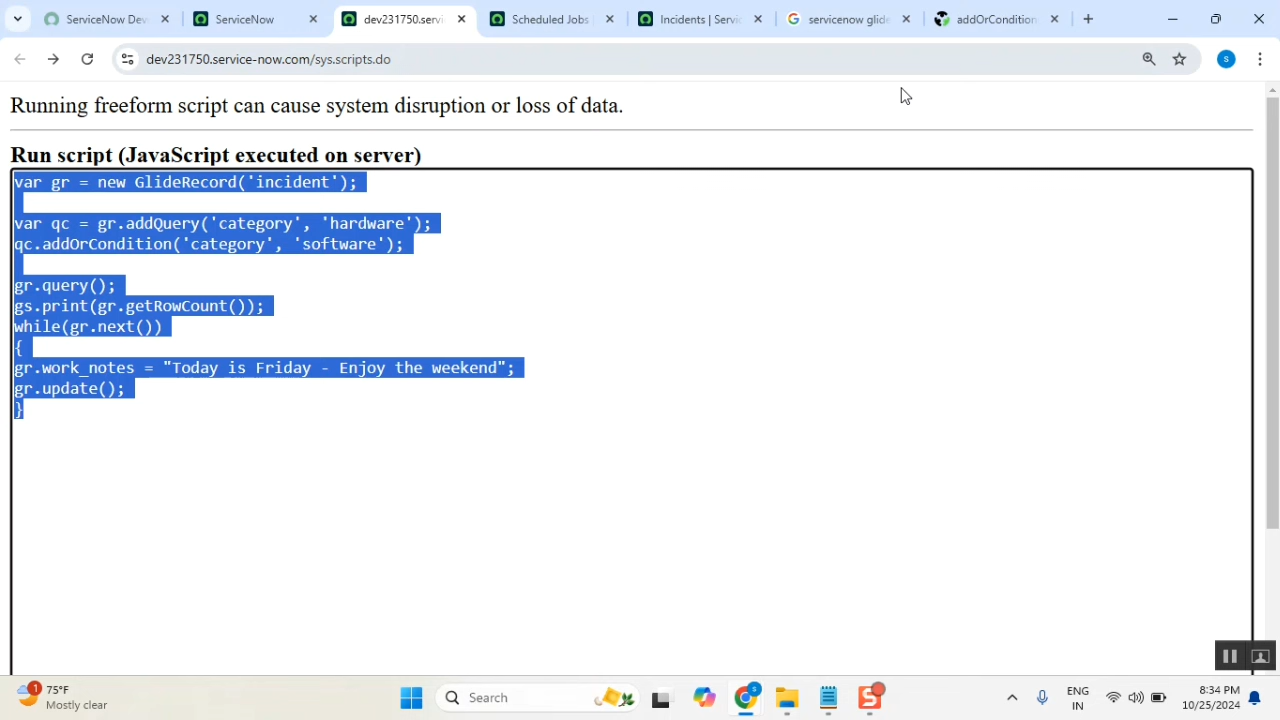 ServiceNow Dev
ServiceNow
dev231750.servi
Scheduled Jobs
Incidents | Servic
servicenow glide
addOrCondition
dev231750.service-now.com/sys.scripts.do
s
Running freeform script can cause system disruption or loss of data.
Run script (JavaScript executed on server)
var gr = new GlideRecord('incident');
var qc = gr.addQuery('category', 'hardware');
qc.addOrCondition('category', 'software');
gr.query();
gs.print(gr.getRowCount());
while(gr.next())
{
gr.work_notes = "Today is Friday - Enjoy the weekend";
gr.update();
}
1
75°F
Mostly clear
Search
S
ENG
IN
8:34 PM
10/25/2024